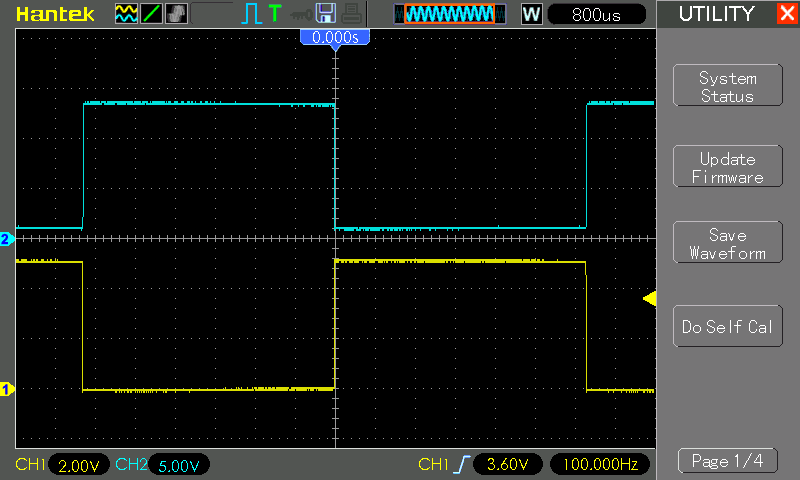 Hantek
T
W
800us
UTILITY
0.000s
System
Status
Update
Firmware
Save
Waveform
Do Self Cal
2
1
CH1 2.00V CH2 5.00V CH1 3.60V 100.000Hz
Page 1/4